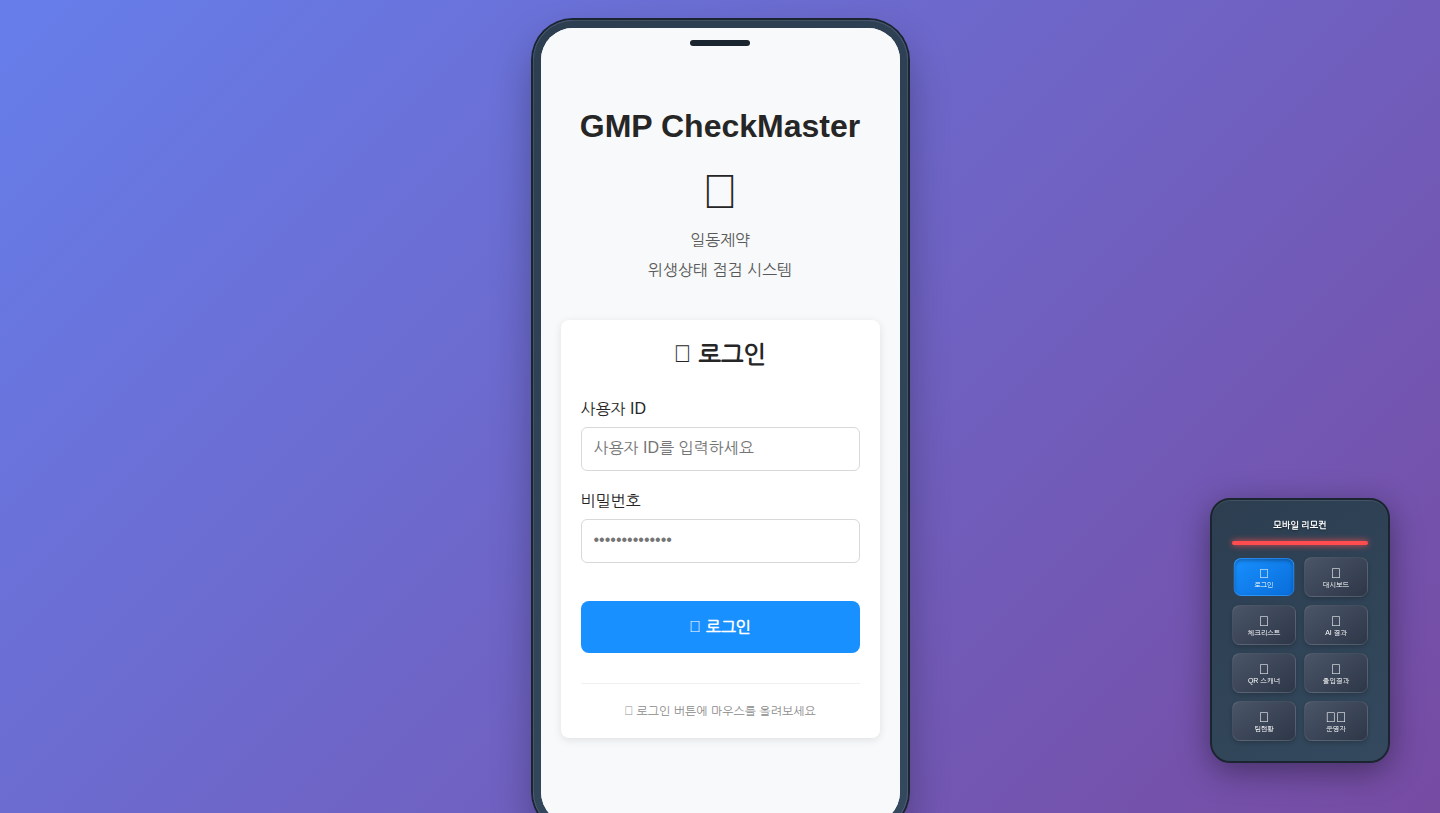 GMP CheckMaster
일동제약
위생상태 점검 시스템
로그인
사용자 ID
사용자 ID를 입력하세요
비밀번호
••••••••••••••
로그인
로그인 버튼에 마우스를 올려보세요
모바일 리모컨
로그인
대시보드
체크리스트
AI 결과
QR 스캐너
출입결과
팀현황
운영자